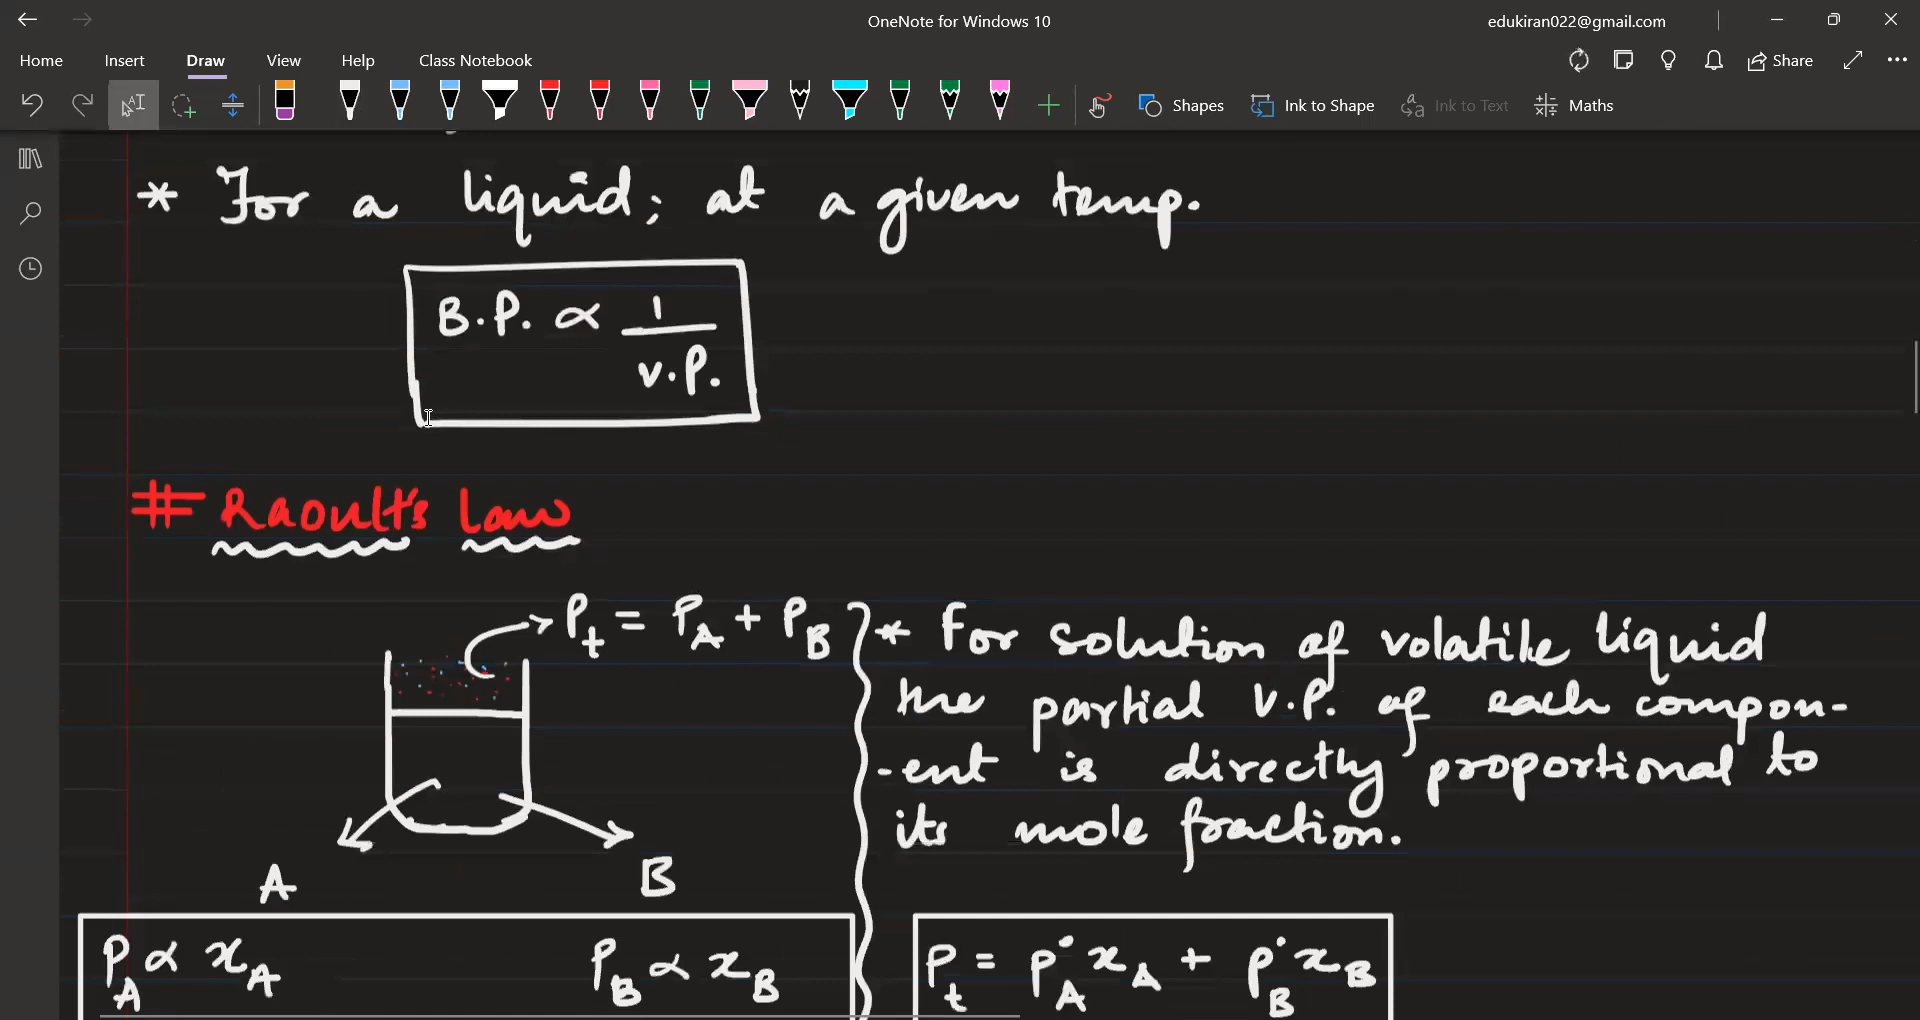 OneNote for Windows 10
edukiran022@gmail.com
Home Insert Draw View Help Class Notebook
Share
Shapes Ink to Shape Ink to Text Maths
* For a liquid; at a given temp.
B.P. ∝ 1
V.P.
# Raoult's Law
Pt = PA + PB
* For solution of volatile liquid
the partial V.P. of each compon-
-ent is directly proportional to
its mole fraction.
A B
PA ∝ xA PB ∝ xB
Pt = P°A xA + P°B xB